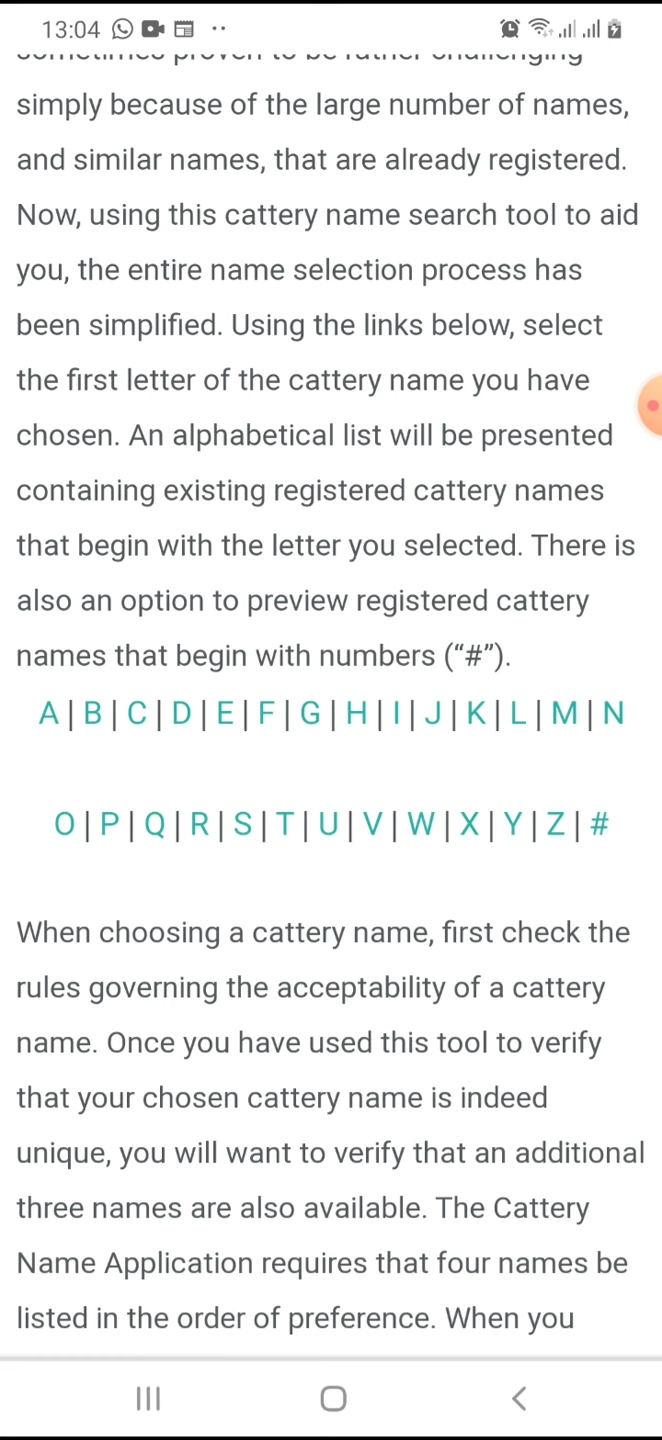 13:04
simply because of the large number of names,
and similar names, that are already registered.
Now, using this cattery name search tool to aid
you, the entire name selection process has
been simplified. Using the links below, select
the first letter of the cattery name you have
chosen. An alphabetical list will be presented
containing existing registered cattery names
that begin with the letter you selected. There is
also an option to preview registered cattery
names that begin with numbers (“#”).
A | B | C | D | E | F | G | H | I | J | K | L | M | N
O | P | Q | R | S | T | U | V | W | X | Y | Z | #
When choosing a cattery name, first check the
rules governing the acceptability of a cattery
name. Once you have used this tool to verify
that your chosen cattery name is indeed
unique, you will want to verify that an additional
three names are also available. The Cattery
Name Application requires that four names be
listed in the order of preference. When you